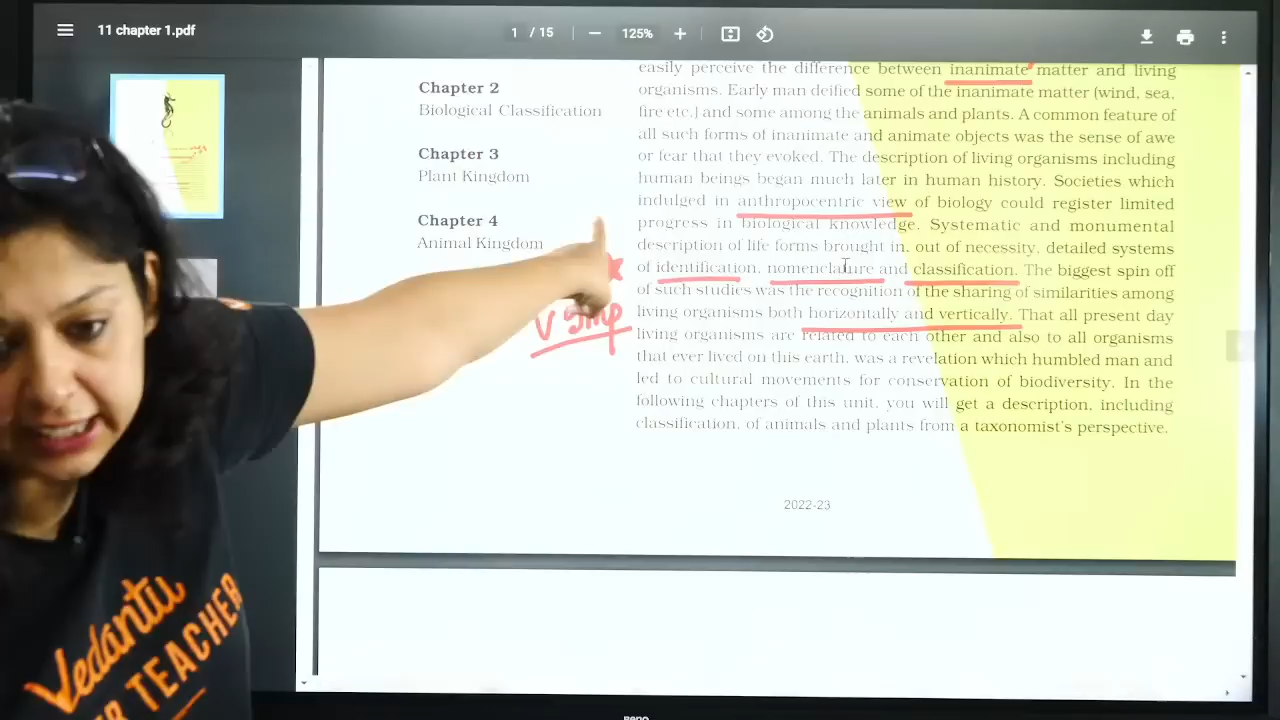 11 chapter 1.pdf
1 / 15
125%
Chapter 2
Biological Classification
Chapter 3
Plant Kingdom
Chapter 4
Animal Kingdom
easily perceive the difference between inanimate matter and living
organisms. Early man deified some of the inanimate matter (wind, sea,
fire etc.) and some among the animals and plants. A common feature of
all such forms of inanimate and animate objects was the sense of awe
or fear that they evoked. The description of living organisms including
human beings began much later in human history. Societies which
indulged in anthropocentric view of biology could register limited
progress in biological knowledge. Systematic and monumental
description of life forms brought in, out of necessity, detailed systems
of identification, nomenclature and classification. The biggest spin off
of such studies was the recognition of the sharing of similarities among
living organisms both horizontally and vertically. That all present day
living organisms are related to each other and also to all organisms
that ever lived on this earth, was a revelation which humbled man and
led to cultural movements for conservation of biodiversity. In the
following chapters of this unit, you will get a description, including
classification, of animals and plants from a taxonomist's perspective.
V Imp
2022-23
Vedantu
TEACHER
BenQ